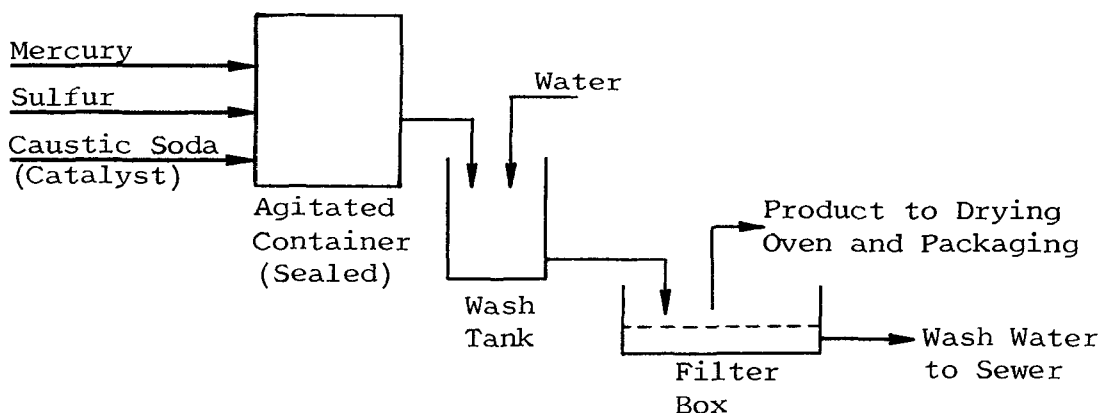 Mercury
Sulfur
Caustic Soda
(Catalyst)
Agitated
Container
(Sealed)
Water
Wash
Tank
Product to Drying
Oven and Packaging
Filter
Box
Wash Water
to Sewer